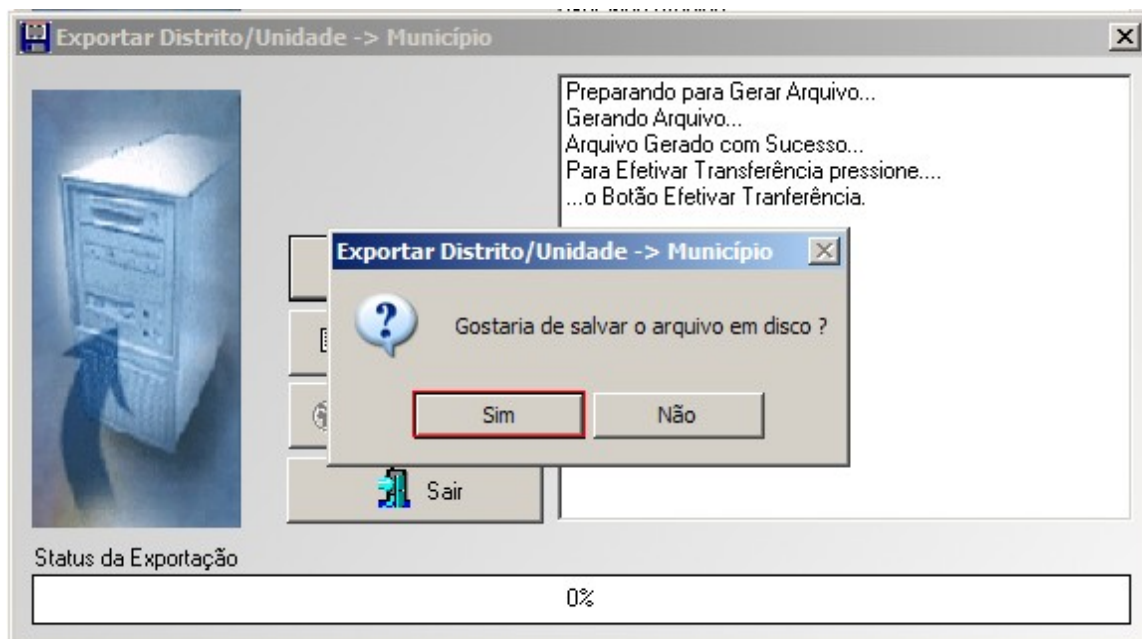 Exportar Distrito/Unidade -> Município
Preparando para Gerar Arquivo...
Gerando Arquivo...
Arquivo Gerado com Sucesso...
Para Efetivar Transferência pressione....
...o Botão Efetivar Tranferência.
Exportar Distrito/Unidade -> Município
Gostaria de salvar o arquivo em disco ?
Sim
Não
Sair
Status da Exportação
0%